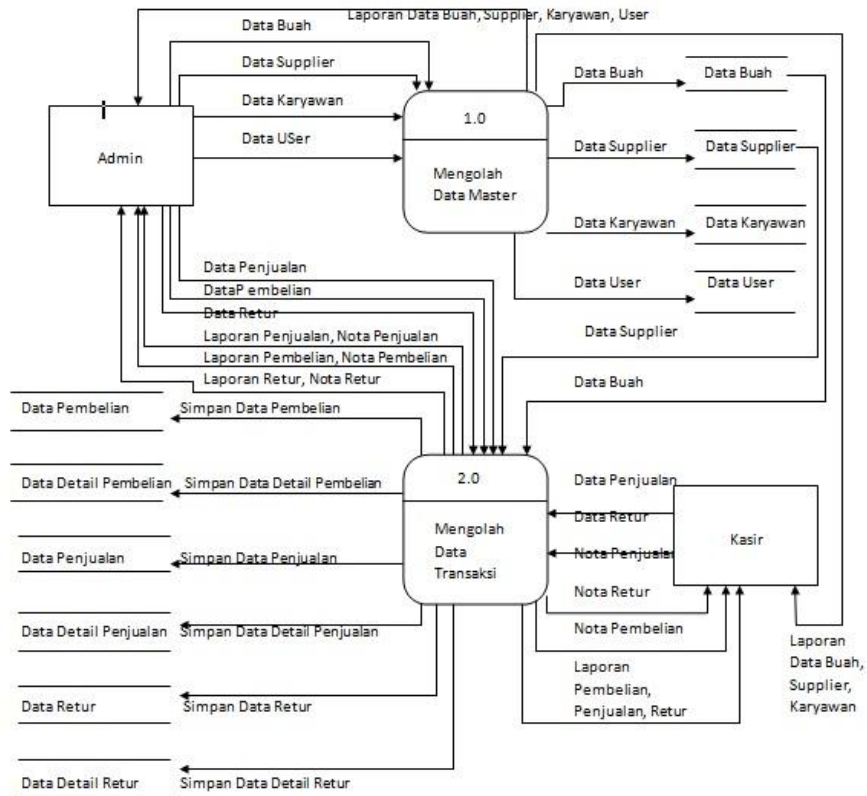 Laporan Data Buah, Supplier, Karyawan, User
Data Buah
Data Supplier
Data Karyawan
Data USer
Admin
1.0
Mengolah
Data Master
Data Buah
Data Buah
Data Supplier
Data Supplier
Data Karyawan
Data Karyawan
Data User
Data User
Data Supplier
Data Buah
Data Penjualan
DataP embelian
Data Retur
Laporan Penjualan, Nota Penjualan
Laporan Pembelian, Nota Pembelian
Laporan Retur, Nota Retur
Data Pembelian
Simpan Data Pembelian
Data Detail Pembelian
Simpan Data Detail Pembelian
Data Penjualan
Simpan Data Penjualan
Data Detail Penjualan
Simpan Data Detail Penjualan
Data Retur
Simpan Data Retur
Data Detail Retur
Simpan Data Detail Retur
2.0
Mengolah
Data
Transaksi
Data Penjualan
Data Retur
Nota Penjualan
Nota Retur
Nota Pembelian
Laporan
Pembelian,
Penjualan, Retur
Kasir
Laporan
Data Buah,
Supplier,
Karyawan